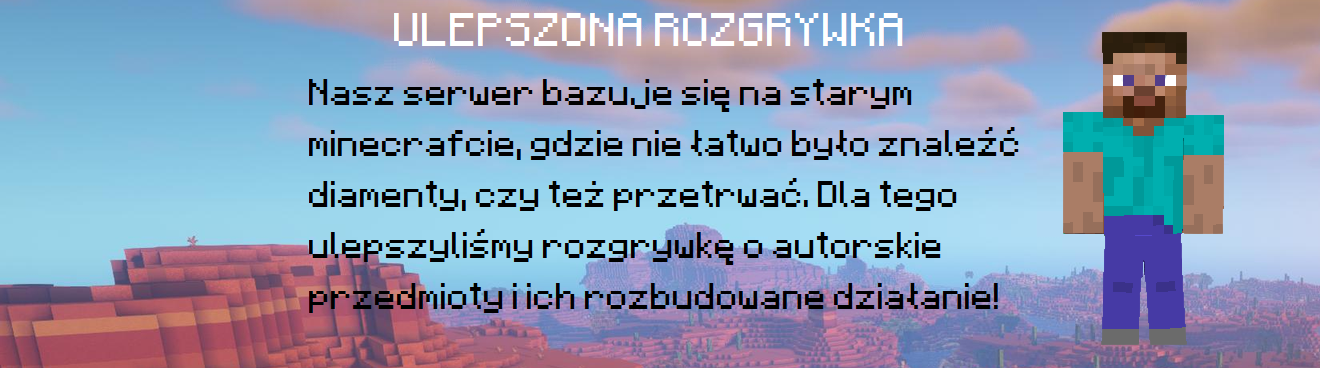 ULEPSZONA ROZGRYWKA
Nasz serwer bazuje się na starym
minecrafcie, gdzie nie łatwo było znaleźć
diamenty, czy też przetrwać. Dla tego
ulepszyliśmy rozgrywkę o autorskie
przedmioty i ich rozbudowane działanie!